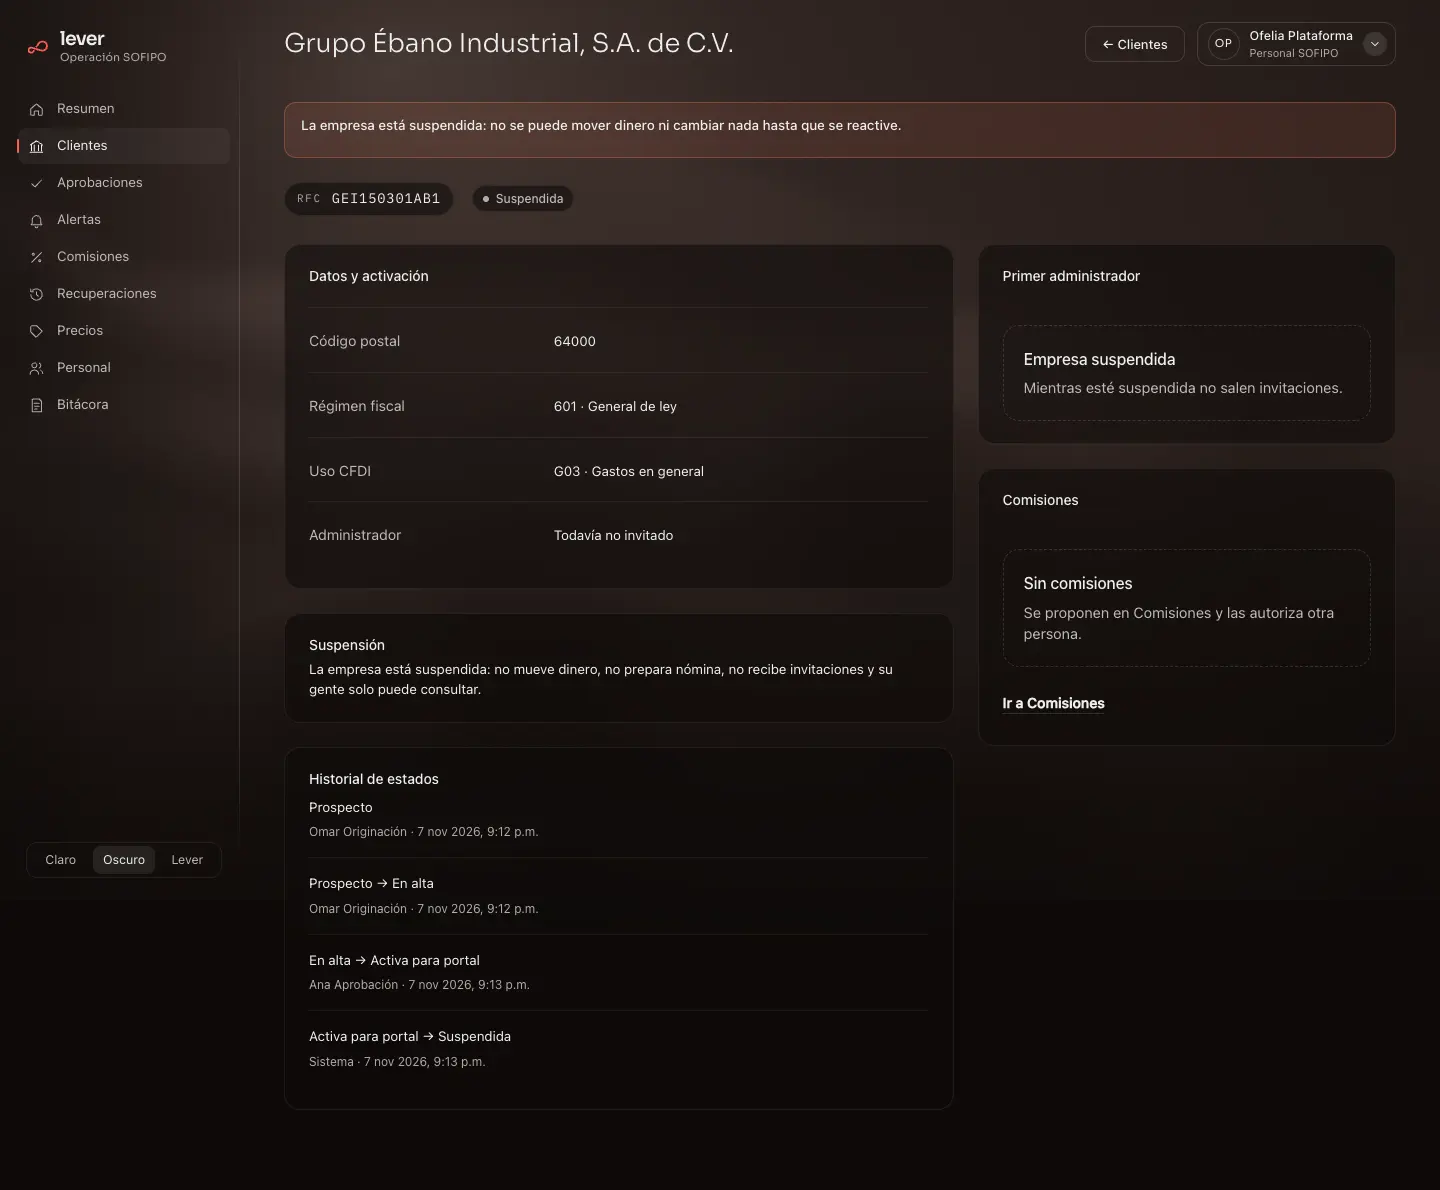 lever
Operación SOFIPO
Resumen
Clientes
Aprobaciones
Alertas
Comisiones
Recuperaciones
Precios
Personal
Bitácora
Claro
Oscuro
Lever
Grupo Ébano Industrial, S.A. de C.V.
← Clientes
OP
Ofelia Plataforma
Personal SOFIPO
La empresa está suspendida: no se puede mover dinero ni cambiar nada hasta que se reactive.
RFC GEI150301AB1
Suspendida
Datos y activación
Código postal 64000
Régimen fiscal 601 · General de ley
Uso CFDI G03 · Gastos en general
Administrador Todavía no invitado
Suspensión
La empresa está suspendida: no mueve dinero, no prepara nómina, no recibe invitaciones y su
gente solo puede consultar.
Historial de estados
Prospecto
Omar Originación · 7 nov 2026, 9:12 p.m.
Prospecto → En alta
Omar Originación · 7 nov 2026, 9:12 p.m.
En alta → Activa para portal
Ana Aprobación · 7 nov 2026, 9:13 p.m.
Activa para portal → Suspendida
Sistema · 7 nov 2026, 9:13 p.m.
Primer administrador
Empresa suspendida
Mientras esté suspendida no salen invitaciones.
Comisiones
Sin comisiones
Se proponen en Comisiones y las autoriza otra
persona.
Ir a Comisiones